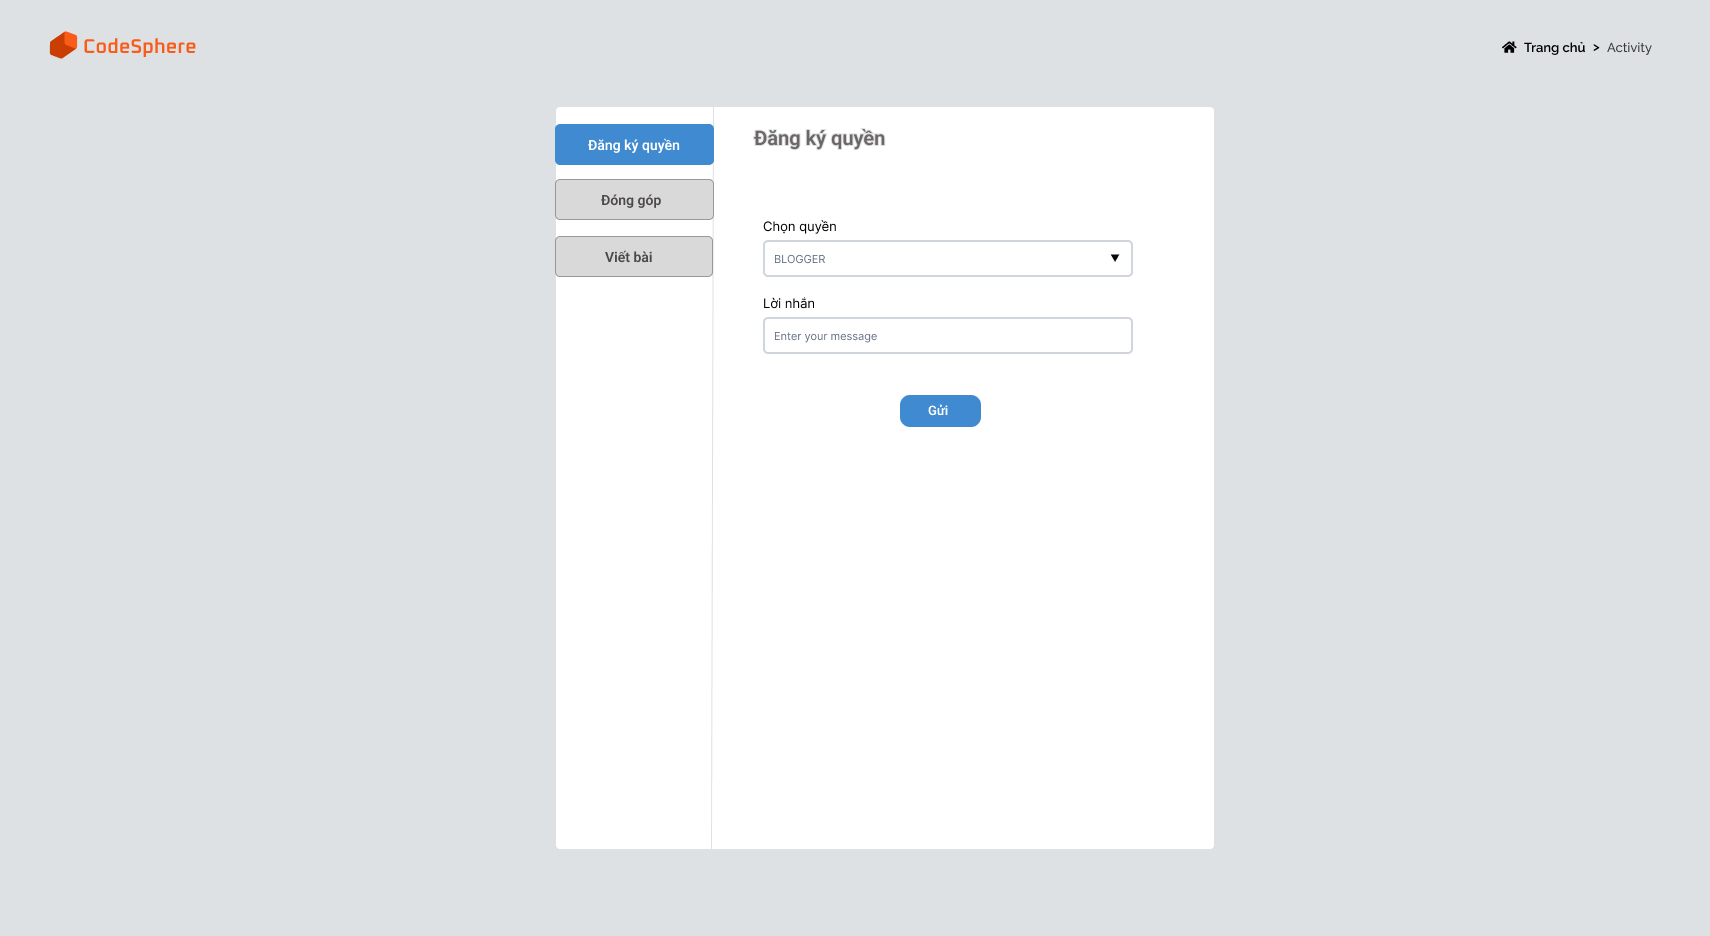 CodeSphere
Trang chủ > Activity
Đăng ký quyền
Đóng góp
Viết bài
Đăng ký quyền
Chọn quyền
BLOGGER
Lời nhắn
Enter your message
Gửi